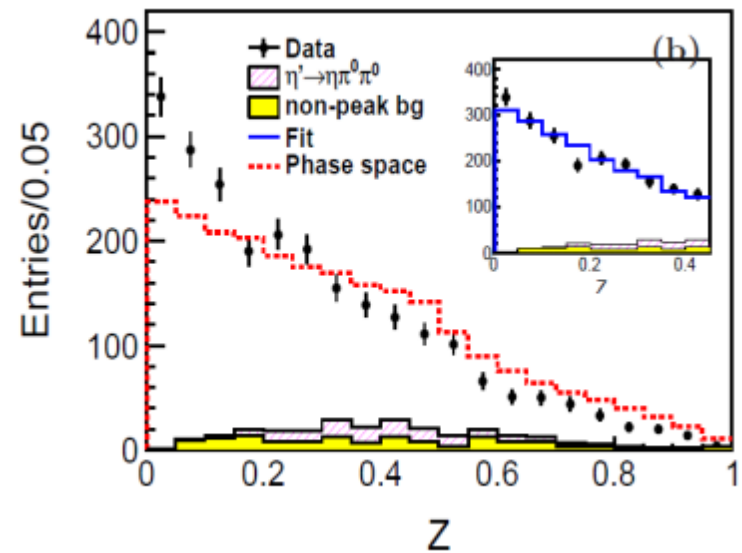 400
300
200
100
0
Entries/0.05
0 0.2 0.4 0.6 0.8 1
Z
Data
η'→ηπ⁰π⁰
non-peak bg
Fit
Phase space
(b)
400
300
200
100
0
0 0.2 0.4